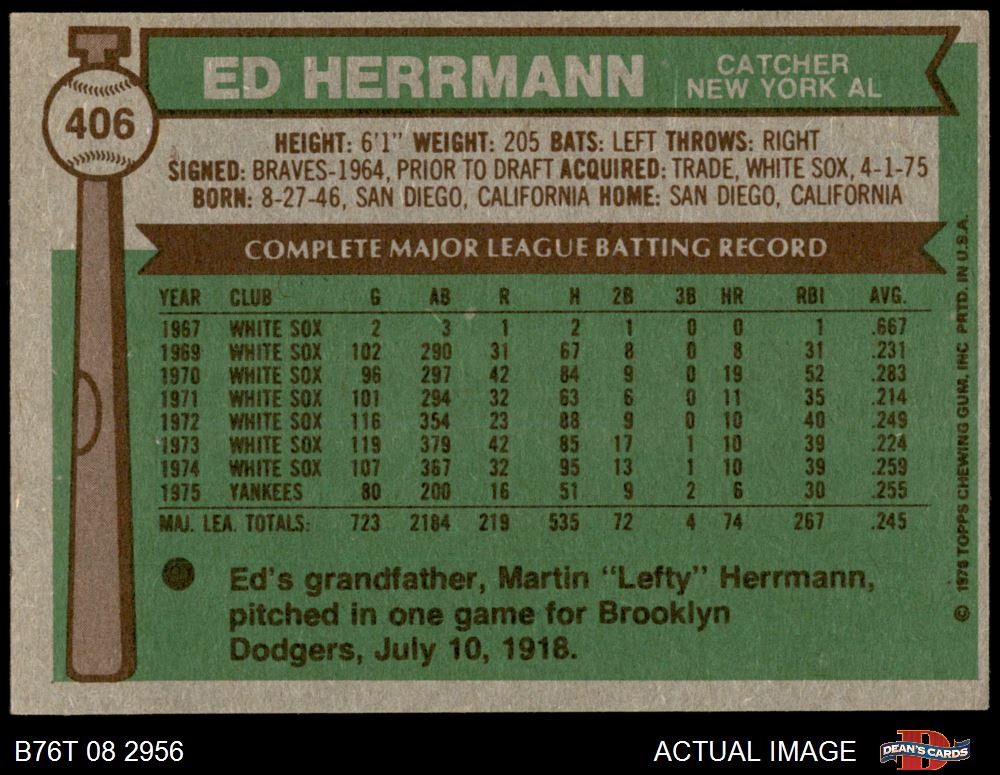 406
ED HERRMANN
CATCHER
NEW YORK AL
HEIGHT: 6'1" WEIGHT: 205 BATS: LEFT THROWS: RIGHT
SIGNED: BRAVES-1964, PRIOR TO DRAFT ACQUIRED: TRADE, WHITE SOX, 4-1-75
BORN: 8-27-46, SAN DIEGO, CALIFORNIA HOME: SAN DIEGO, CALIFORNIA
COMPLETE MAJOR LEAGUE BATTING RECORD
YEAR CLUB G AB R H 2B 3B HR RBI AVG.
1967 WHITE SOX 2 3 1 2 1 0 0 1 .667
1969 WHITE SOX 102 290 31 67 8 0 8 31 .231
1970 WHITE SOX 96 297 42 84 9 0 19 52 .283
1971 WHITE SOX 101 294 32 63 6 0 11 35 .214
1972 WHITE SOX 116 354 23 88 9 0 10 40 .249
1973 WHITE SOX 119 379 42 85 17 1 10 39 .224
1974 WHITE SOX 107 367 32 95 13 1 10 39 .259
1975 YANKEES 80 200 16 51 9 2 6 30 .255
MAJ. LEA. TOTALS: 723 2184 219 535 72 4 74 267 .245
Ed's grandfather, Martin "Lefty" Herrmann,
pitched in one game for Brooklyn
Dodgers, July 10, 1918.
© 1976 TOPPS CHEWING GUM, INC PRTD. IN U.S.A.
B76T 08 2956
ACTUAL IMAGE
D
DEAN'S CARDS